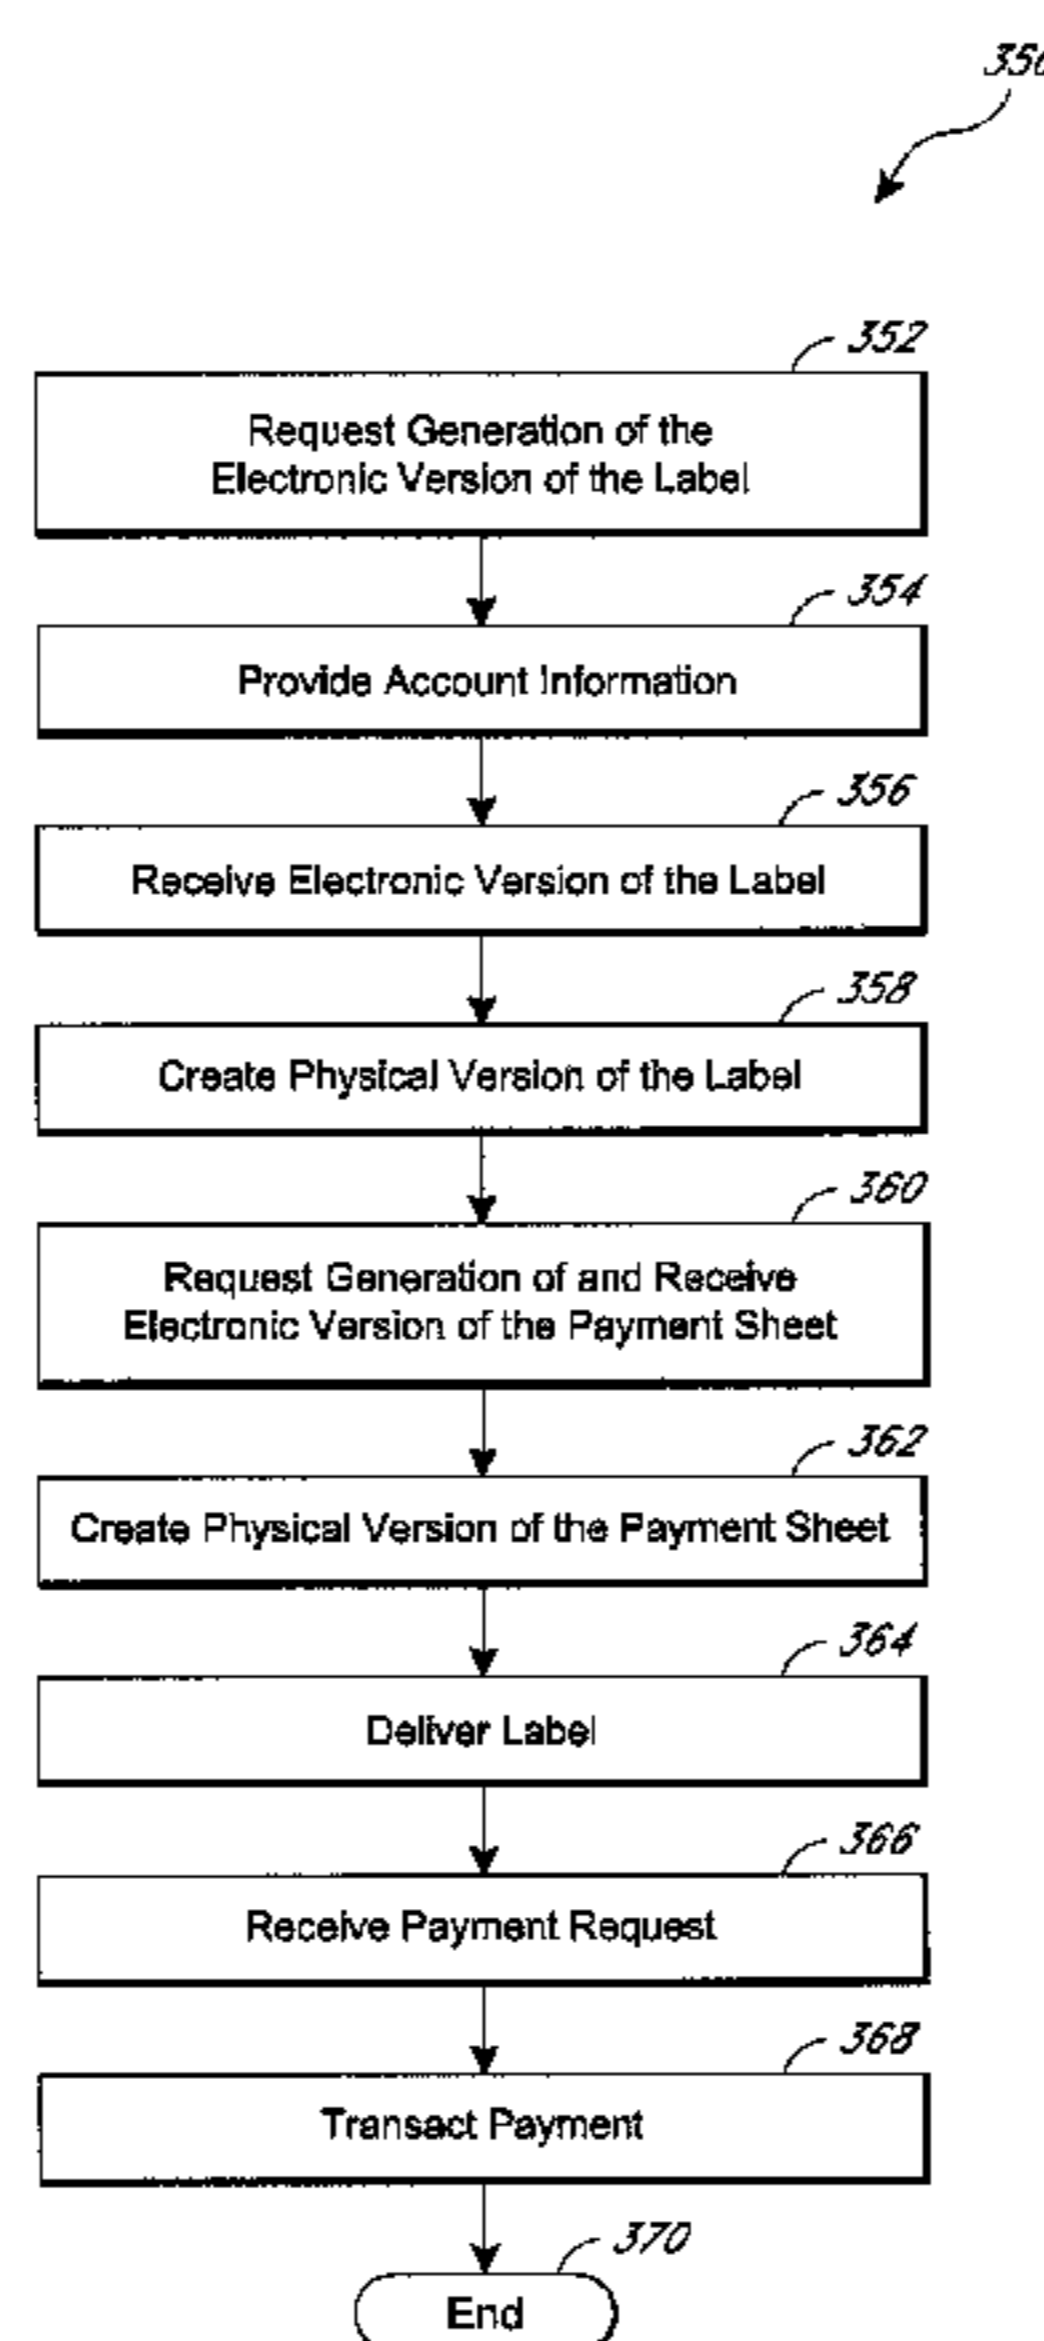 352
Request Generation of the
Electronic Version of the Label
354
Provide Account Information
356
Receive Electronic Version of the Label
358
Create Physical Version of the Label
360
Request Generation of and Receive
Electronic Version of the Payment Sheet
362
Create Physical Version of the Payment Sheet
364
Deliver Label
366
Receive Payment Request
368
Transact Payment
370
End